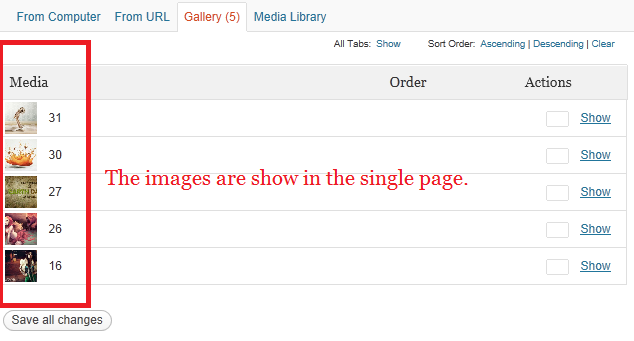 From Computer From URL Gallery (5) Media Library
All Tabs: Show Sort Order: Ascending | Descending | Clear
Media Order Actions
31 Show
30 Show
The images are show in the single page.
27 Show
26 Show
16 Show
Save all changes